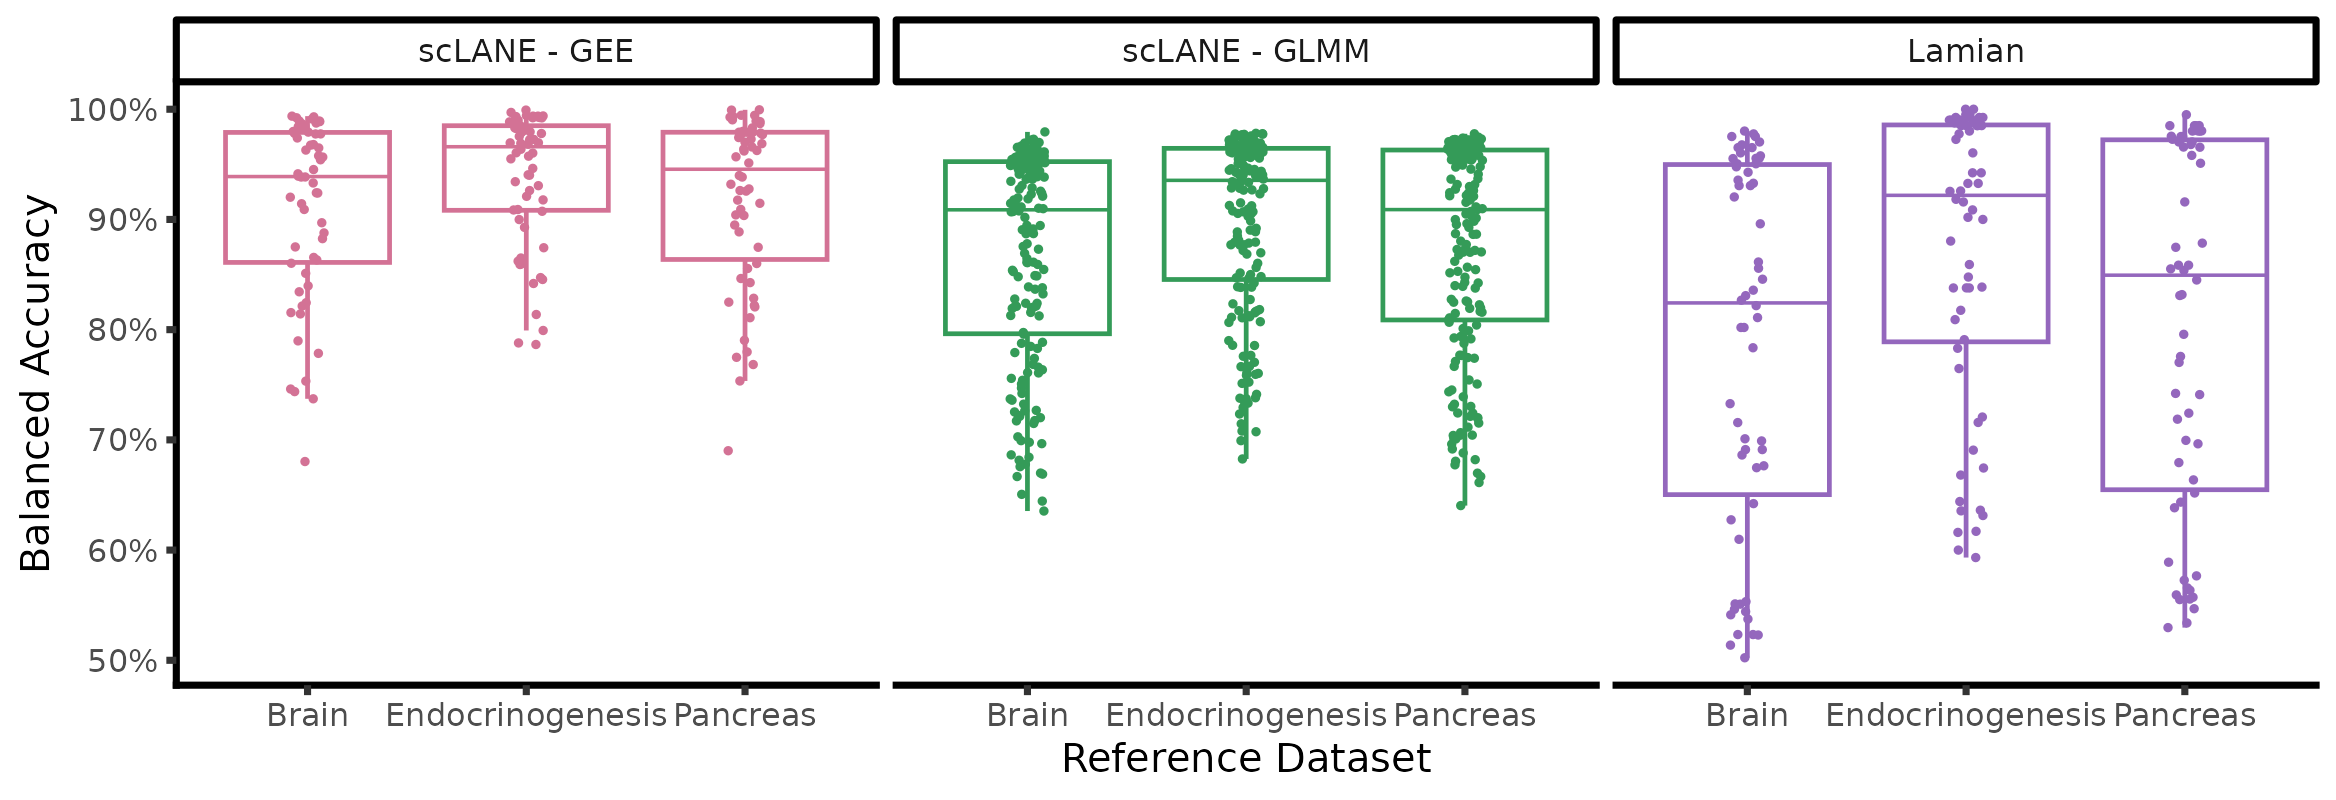 scLANE - GEE
scLANE - GLMM
Lamian
Balanced Accuracy
100%
90%
80%
70%
60%
50%
Brain Endocrinogenesis Pancreas
Brain Endocrinogenesis Pancreas
Brain Endocrinogenesis Pancreas
Reference Dataset